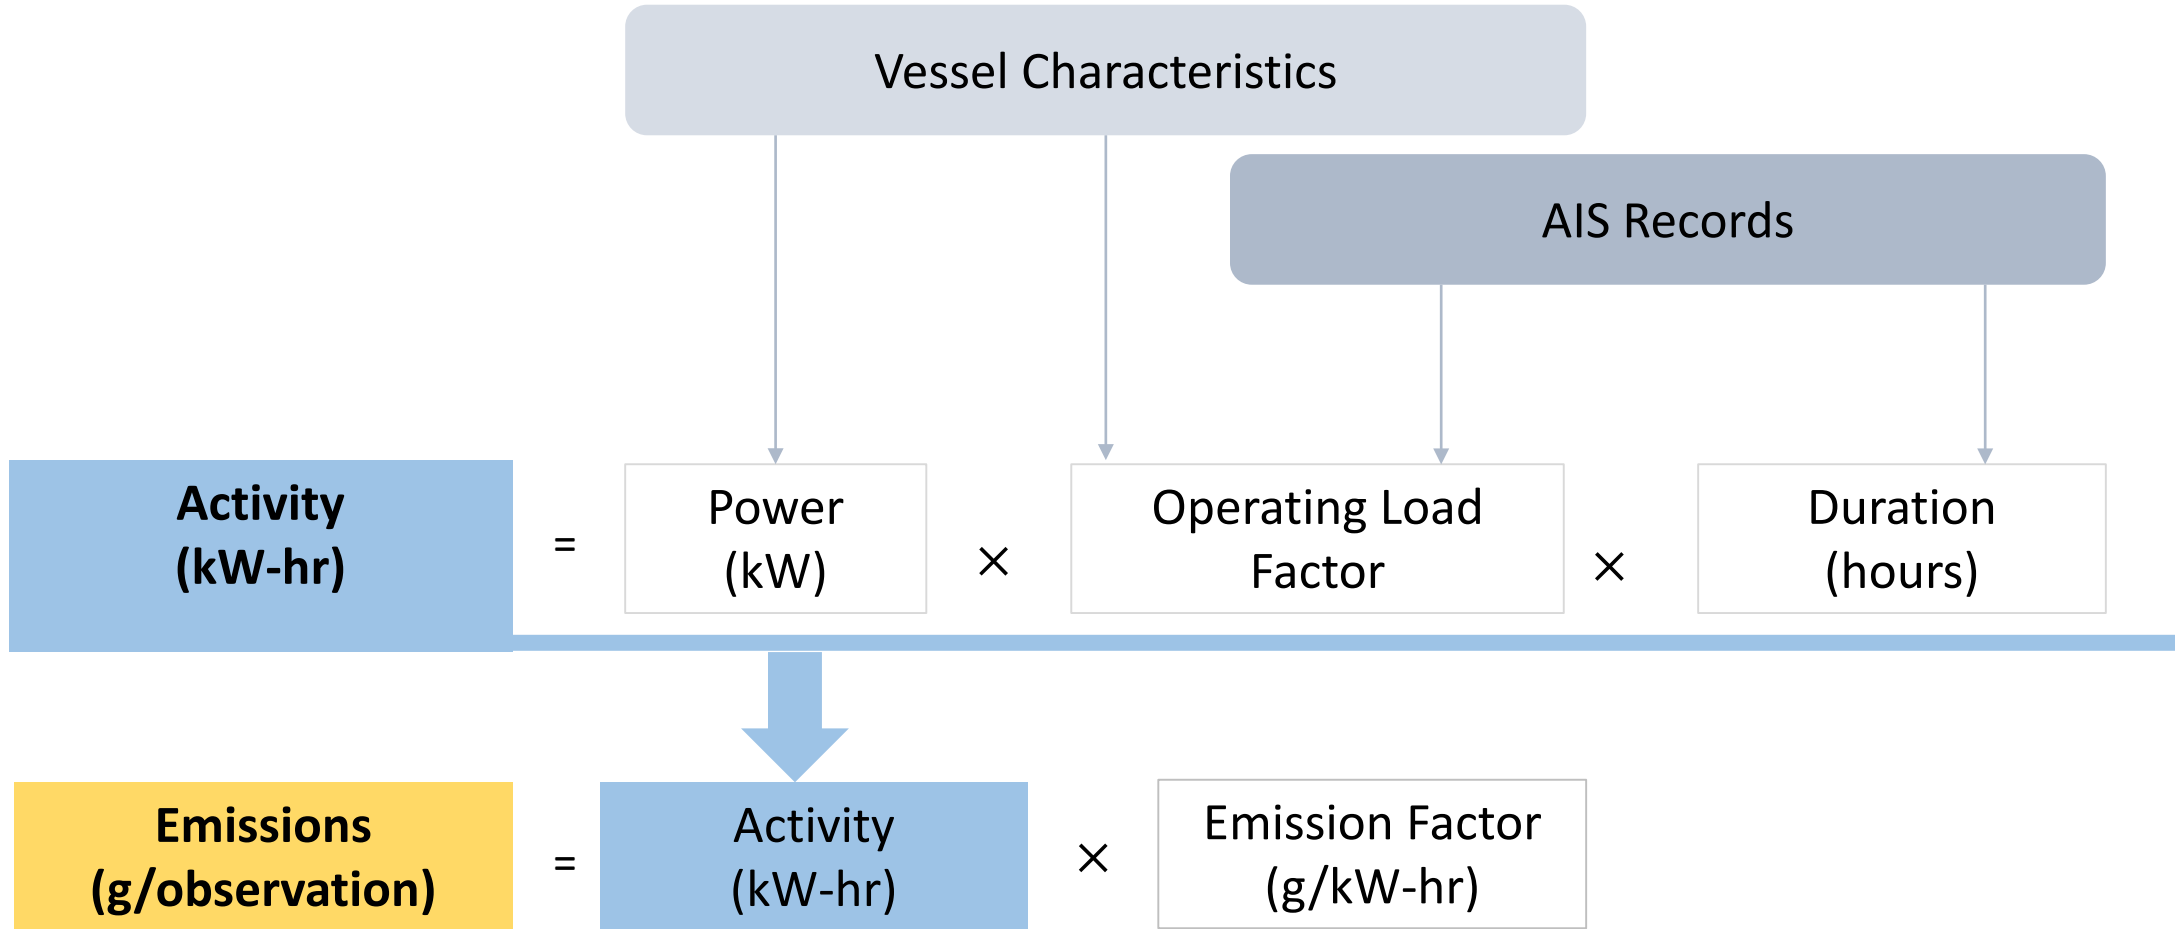 Vessel Characteristics
AIS Records
Activity
(kW-hr)
=
Power
(kW)
×
Operating Load
Factor
×
Duration
(hours)
Emissions
(g/observation)
=
Activity
(kW-hr)
×
Emission Factor
(g/kW-hr)